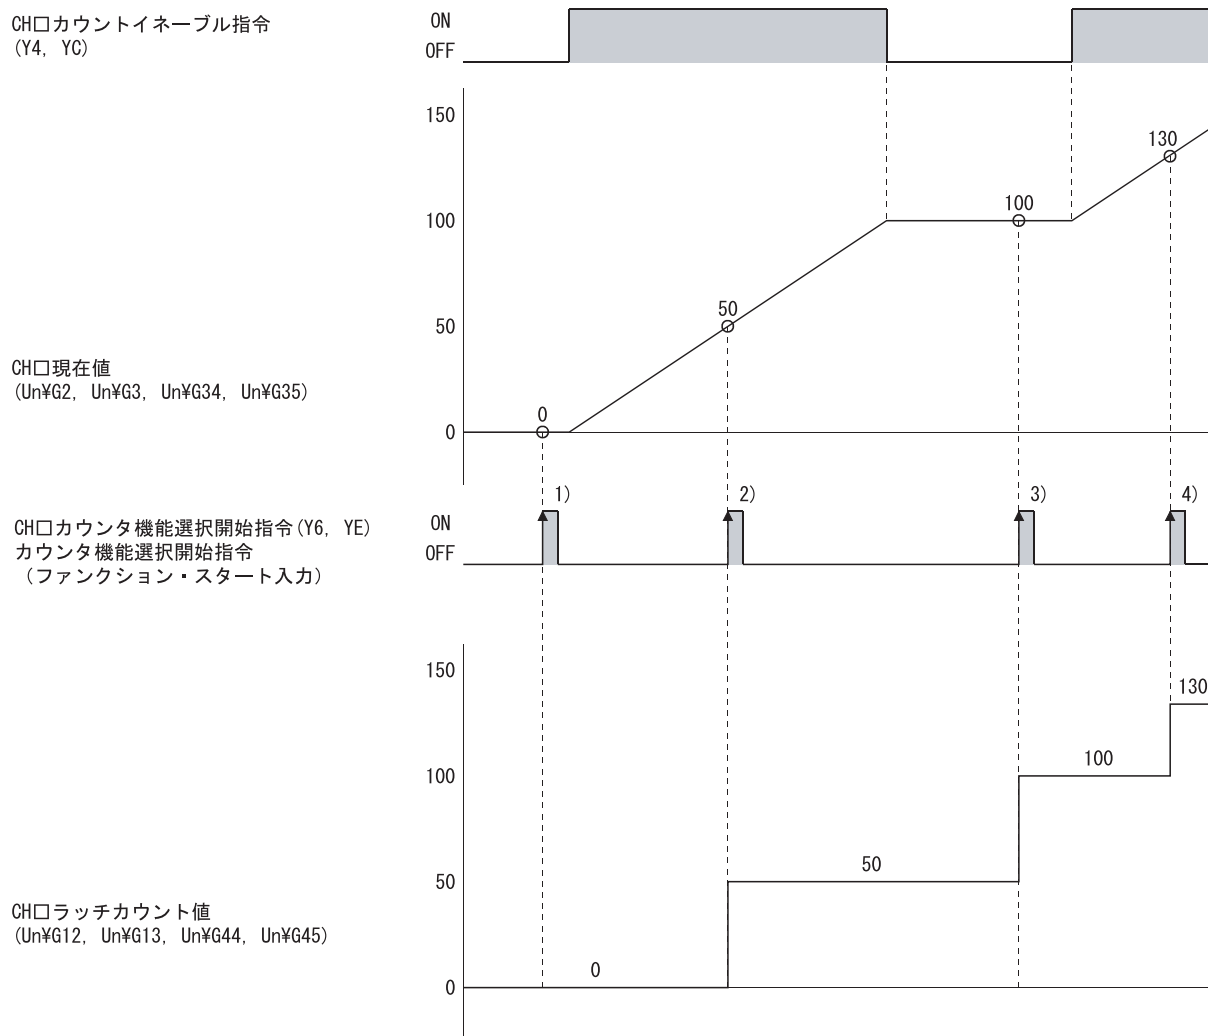 CH□カウントイネーブル指令
(Y4, YC)
ON
OFF
150
130
100
100
50
50
CH□現在値
(Un¥G2, Un¥G3, Un¥G34, Un¥G35)
0
0
1)
2)
3)
4)
CH□カウンタ機能選択開始指令(Y6, YE)
カウンタ機能選択開始指令
（ファンクション・スタート入力）
ON
OFF
150
130
100
100
50
50
CH□ラッチカウント値
(Un¥G12, Un¥G13, Un¥G44, Un¥G45)
0
0